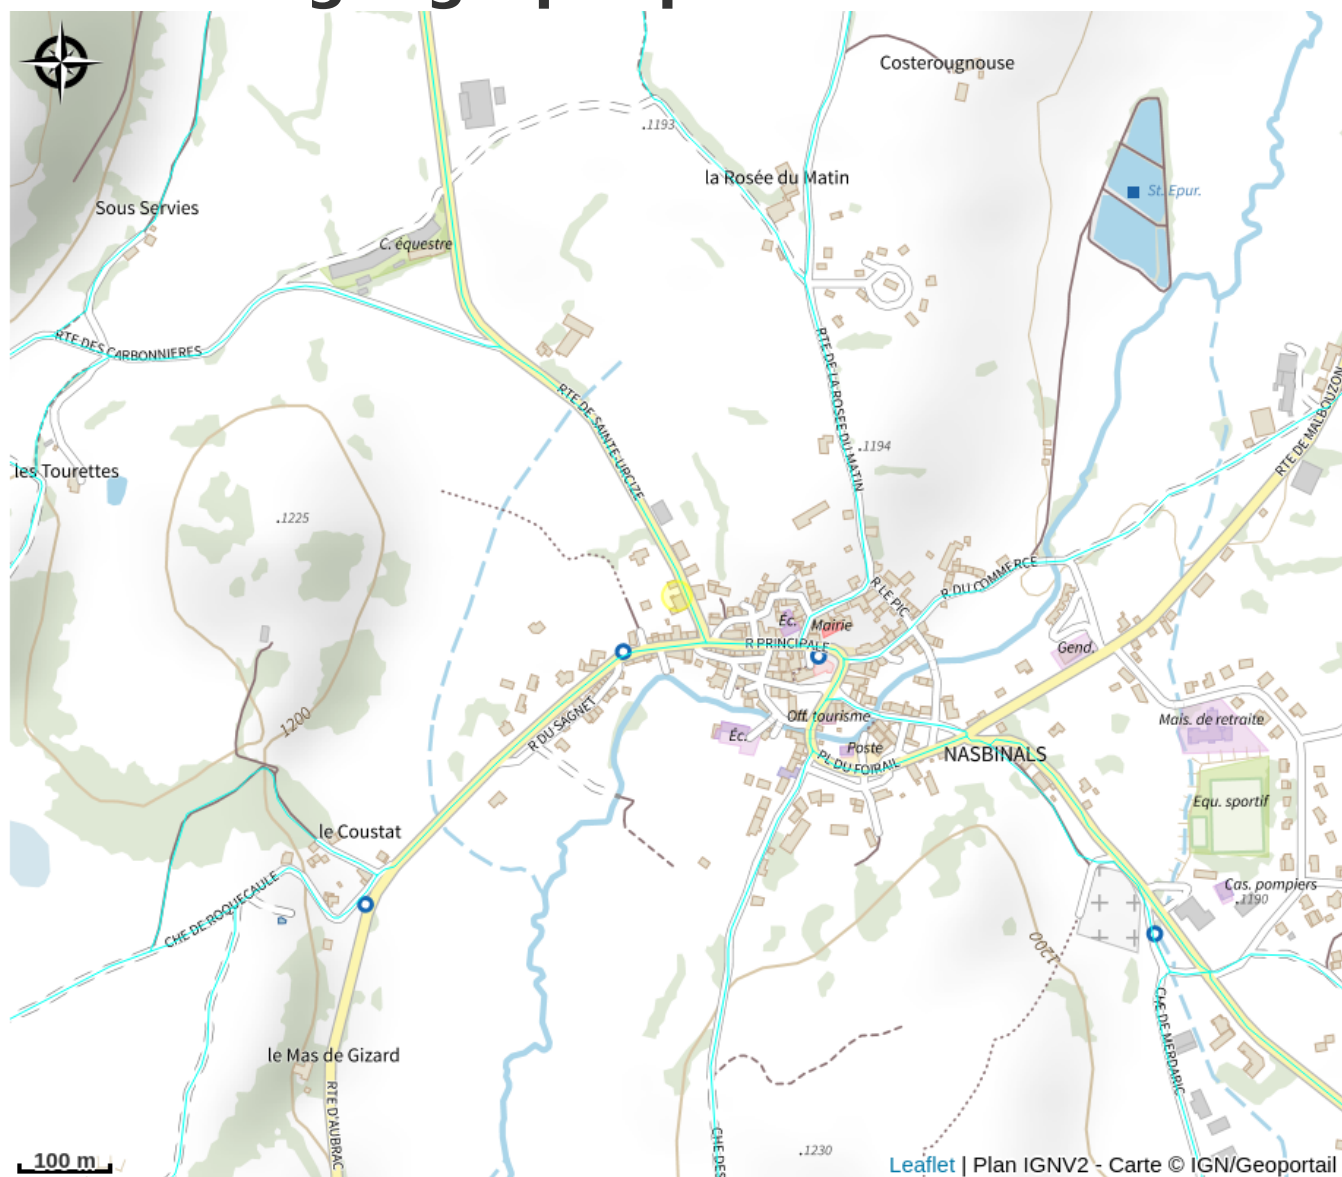 Costerougnouse
.1193
la Rosée du Matin
St. Epur.
Sous Servies
C. équestre
RTE DES CARBONNIERES
RTE DE LA ROSEE DU MATIN
RTE DE SAINTE-URCIZE
RTE DE MALBOUZON
.1194
les Tourettes
.1225
R DU COMMERCE
R LE PIC
Éc.
Mairie
R PRINCIPALE
Gend.
1200
R DU SAGNET
Off. tourisme
Mais. de retraite
Éc.
Poste
NASBINALS
PL DU FOIRAIL
Equ. sportif
le Coustat
CHE DE ROQUECAULE
Cas. pompiers
.1190
1200
CHE DE MERDARIC
le Mas de Gizard
RTE D'AUBRAC
CHE DES
.1230
100 m
Leaflet | Plan IGNV2 - Carte © IGN/Geoportail